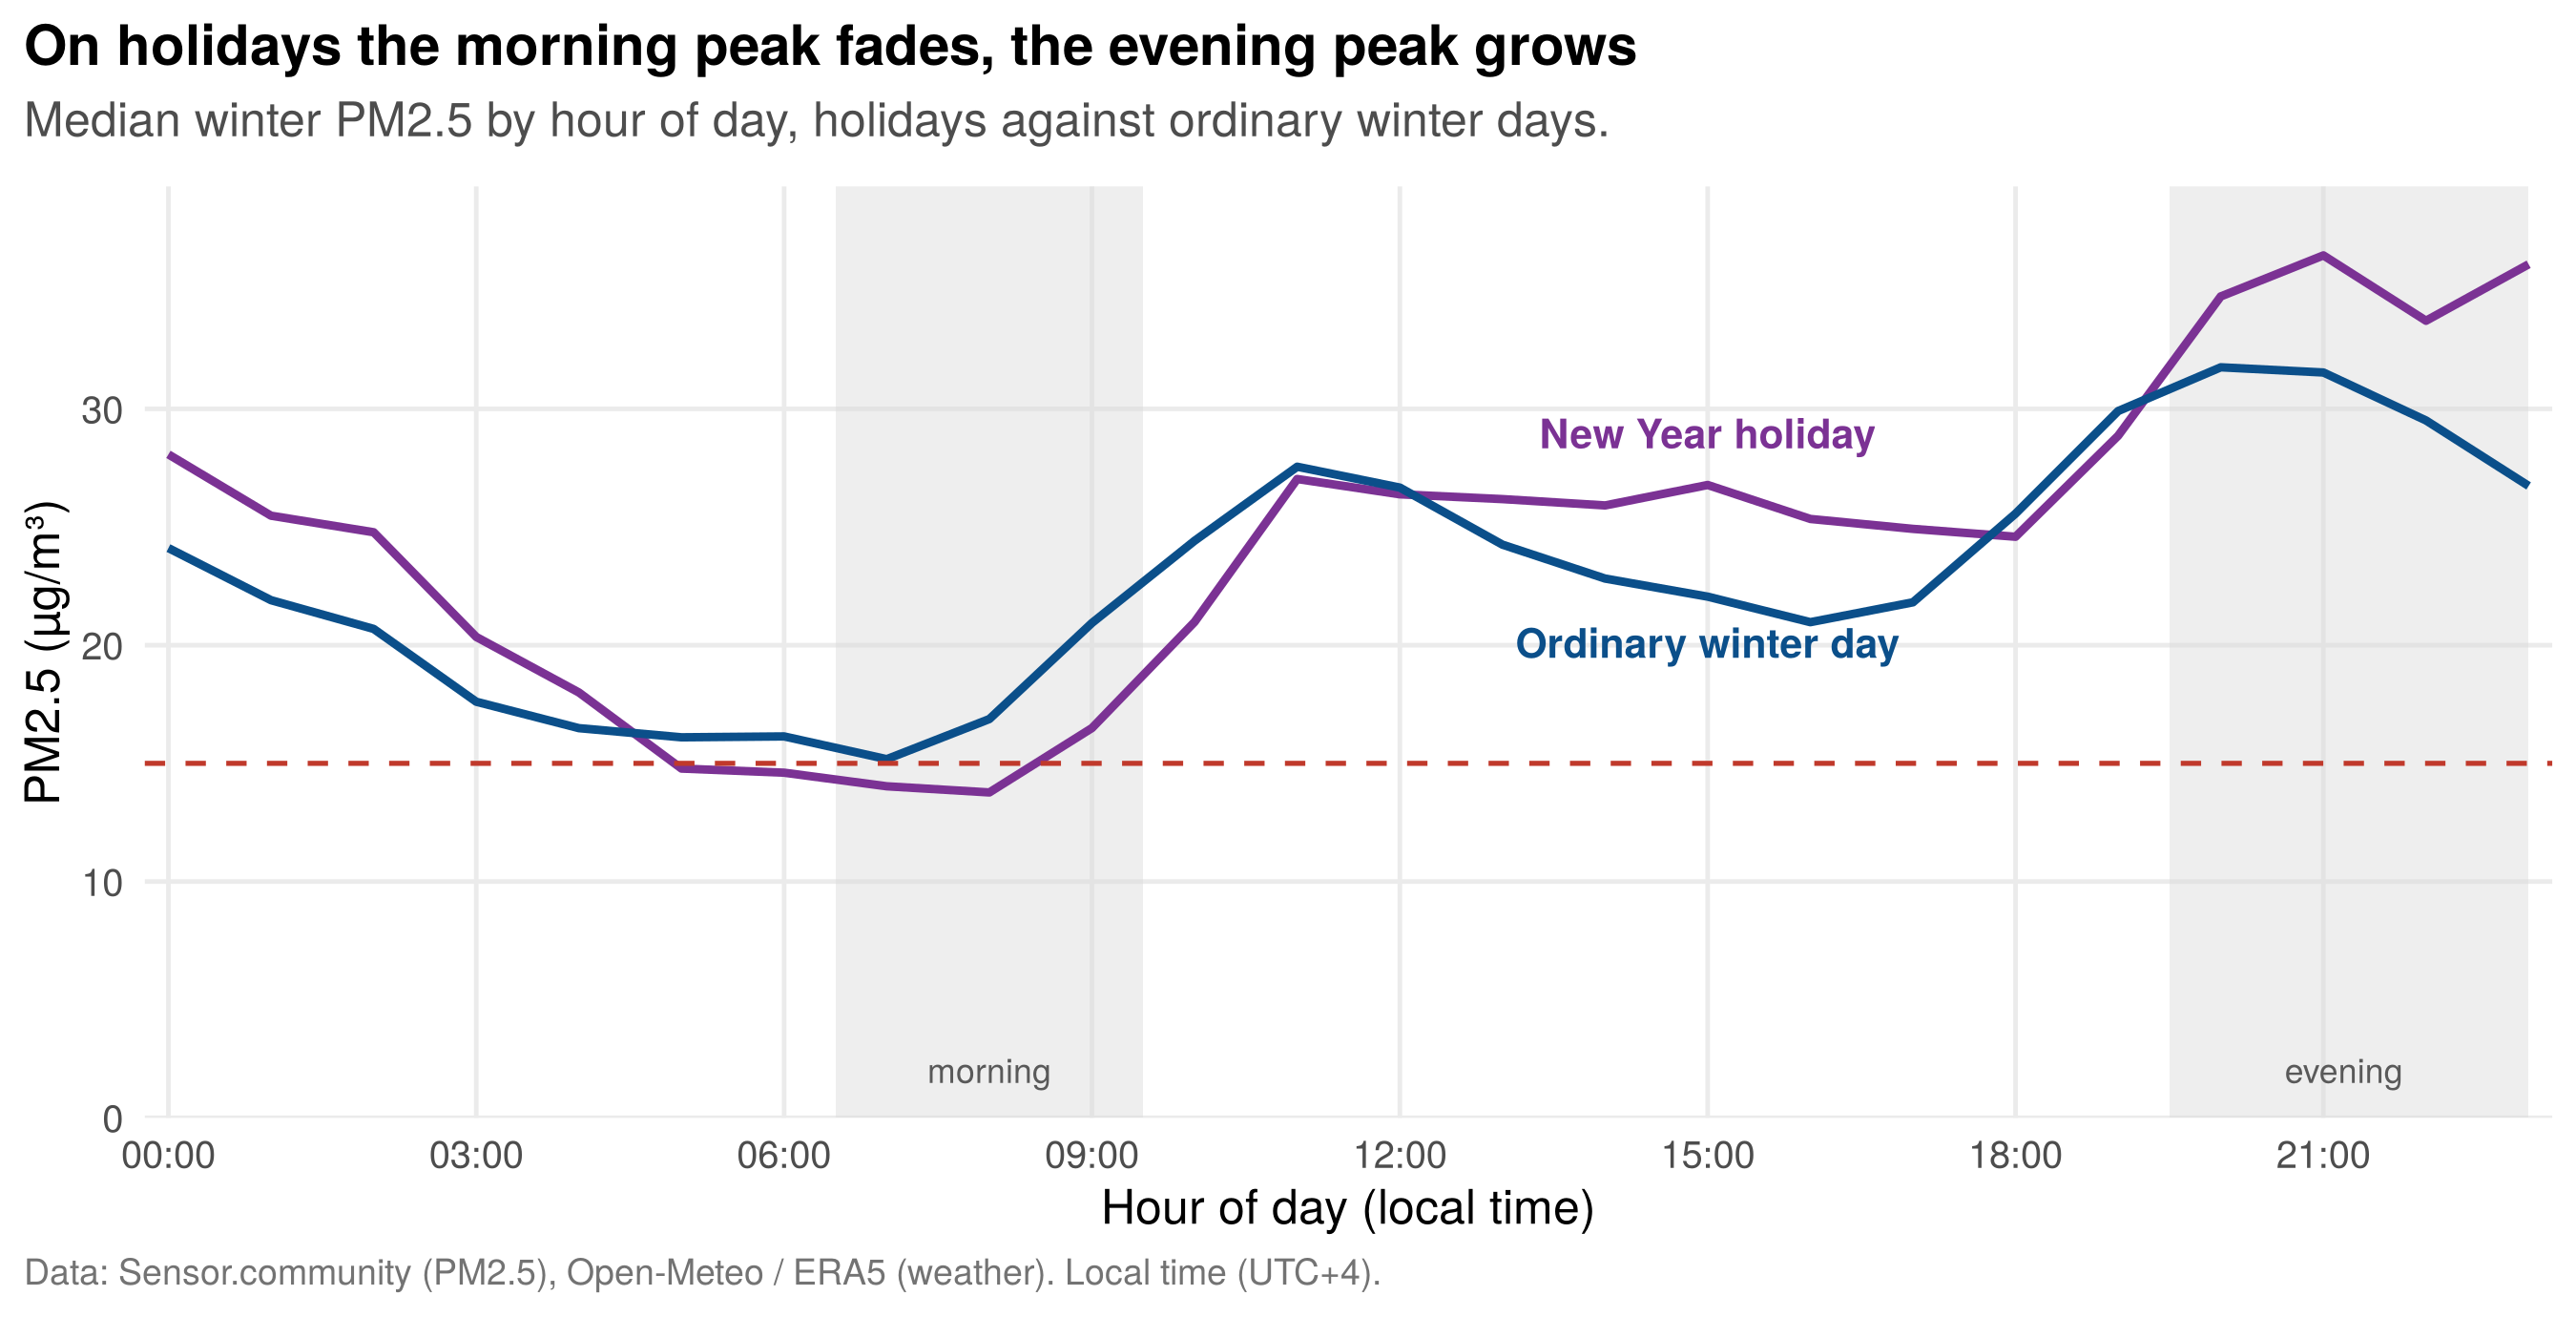 On holidays the morning peak fades, the evening peak grows
Median winter PM2.5 by hour of day, holidays against ordinary winter days.
PM2.5 (µg/m³)
30
20
10
0
New Year holiday
Ordinary winter day
morning
evening
00:00 03:00 06:00 09:00 12:00 15:00 18:00 21:00
Hour of day (local time)
Data: Sensor.community (PM2.5), Open-Meteo / ERA5 (weather). Local time (UTC+4).